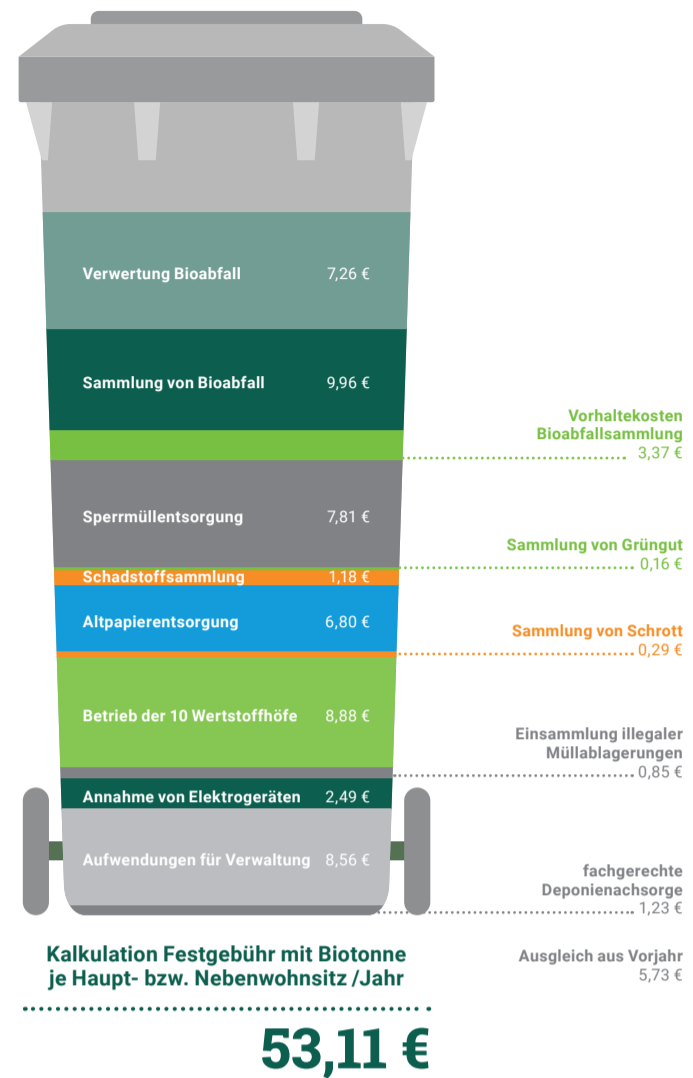 Verwertung Bioabfall 7,26 €
Sammlung von Bioabfall 9,96 €
Vorhaltekosten
Bioabfallsammlung
3,37 €
Sperrmüllentsorgung 7,81 €
Sammlung von Grüngut
0,16 €
Schadstoffsammlung 1,18 €
Altpapierentsorgung 6,80 €
Sammlung von Schrott
0,29 €
Betrieb der 10 Wertstoffhöfe 8,88 €
Einsammlung illegaler
Müllablagerungen
0,85 €
Annahme von Elektrogeräten 2,49 €
Aufwendungen für Verwaltung 8,56 €
fachgerechte
Deponienachsorge
1,23 €
Ausgleich aus Vorjahr
5,73 €
Kalkulation Festgebühr mit Biotonne
je Haupt- bzw. Nebenwohnsitz /Jahr
53,11 €